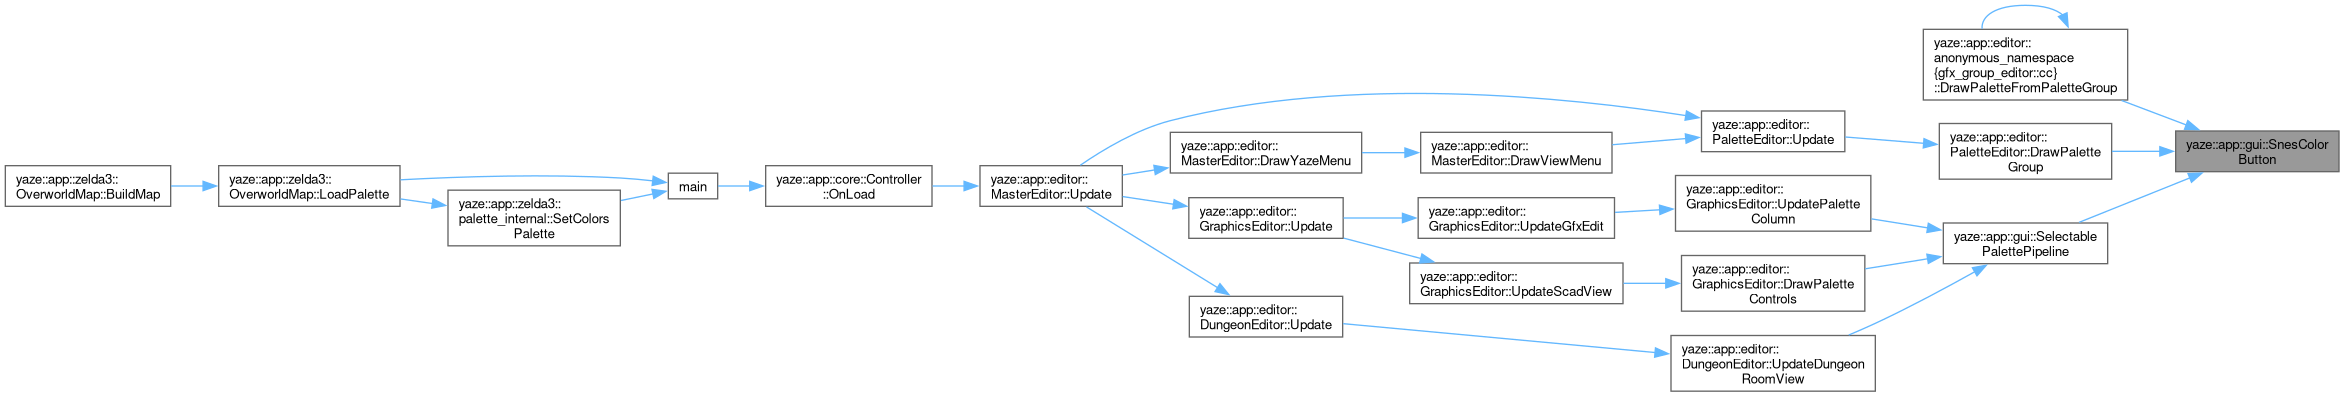 yaze::app::zelda3::
OverworldMap::BuildMap
yaze::app::zelda3::
OverworldMap::LoadPalette
yaze::app::zelda3::
palette_internal::SetColors
Palette
main
yaze::app::core::Controller
::OnLoad
yaze::app::editor::
MasterEditor::Update
yaze::app::editor::
MasterEditor::DrawYazeMenu
yaze::app::editor::
GraphicsEditor::Update
yaze::app::editor::
DungeonEditor::Update
yaze::app::editor::
MasterEditor::DrawViewMenu
yaze::app::editor::
GraphicsEditor::UpdateGfxEdit
yaze::app::editor::
GraphicsEditor::UpdateScadView
yaze::app::editor::
PaletteEditor::Update
yaze::app::editor::
GraphicsEditor::UpdatePalette
Column
yaze::app::editor::
GraphicsEditor::DrawPalette
Controls
yaze::app::editor::
DungeonEditor::UpdateDungeon
RoomView
yaze::app::editor::
anonymous_namespace
{gfx_group_editor::cc}
::DrawPaletteFromPaletteGroup
yaze::app::editor::
PaletteEditor::DrawPalette
Group
yaze::app::gui::Selectable
PalettePipeline
yaze::app::gui::SnesColor
Button